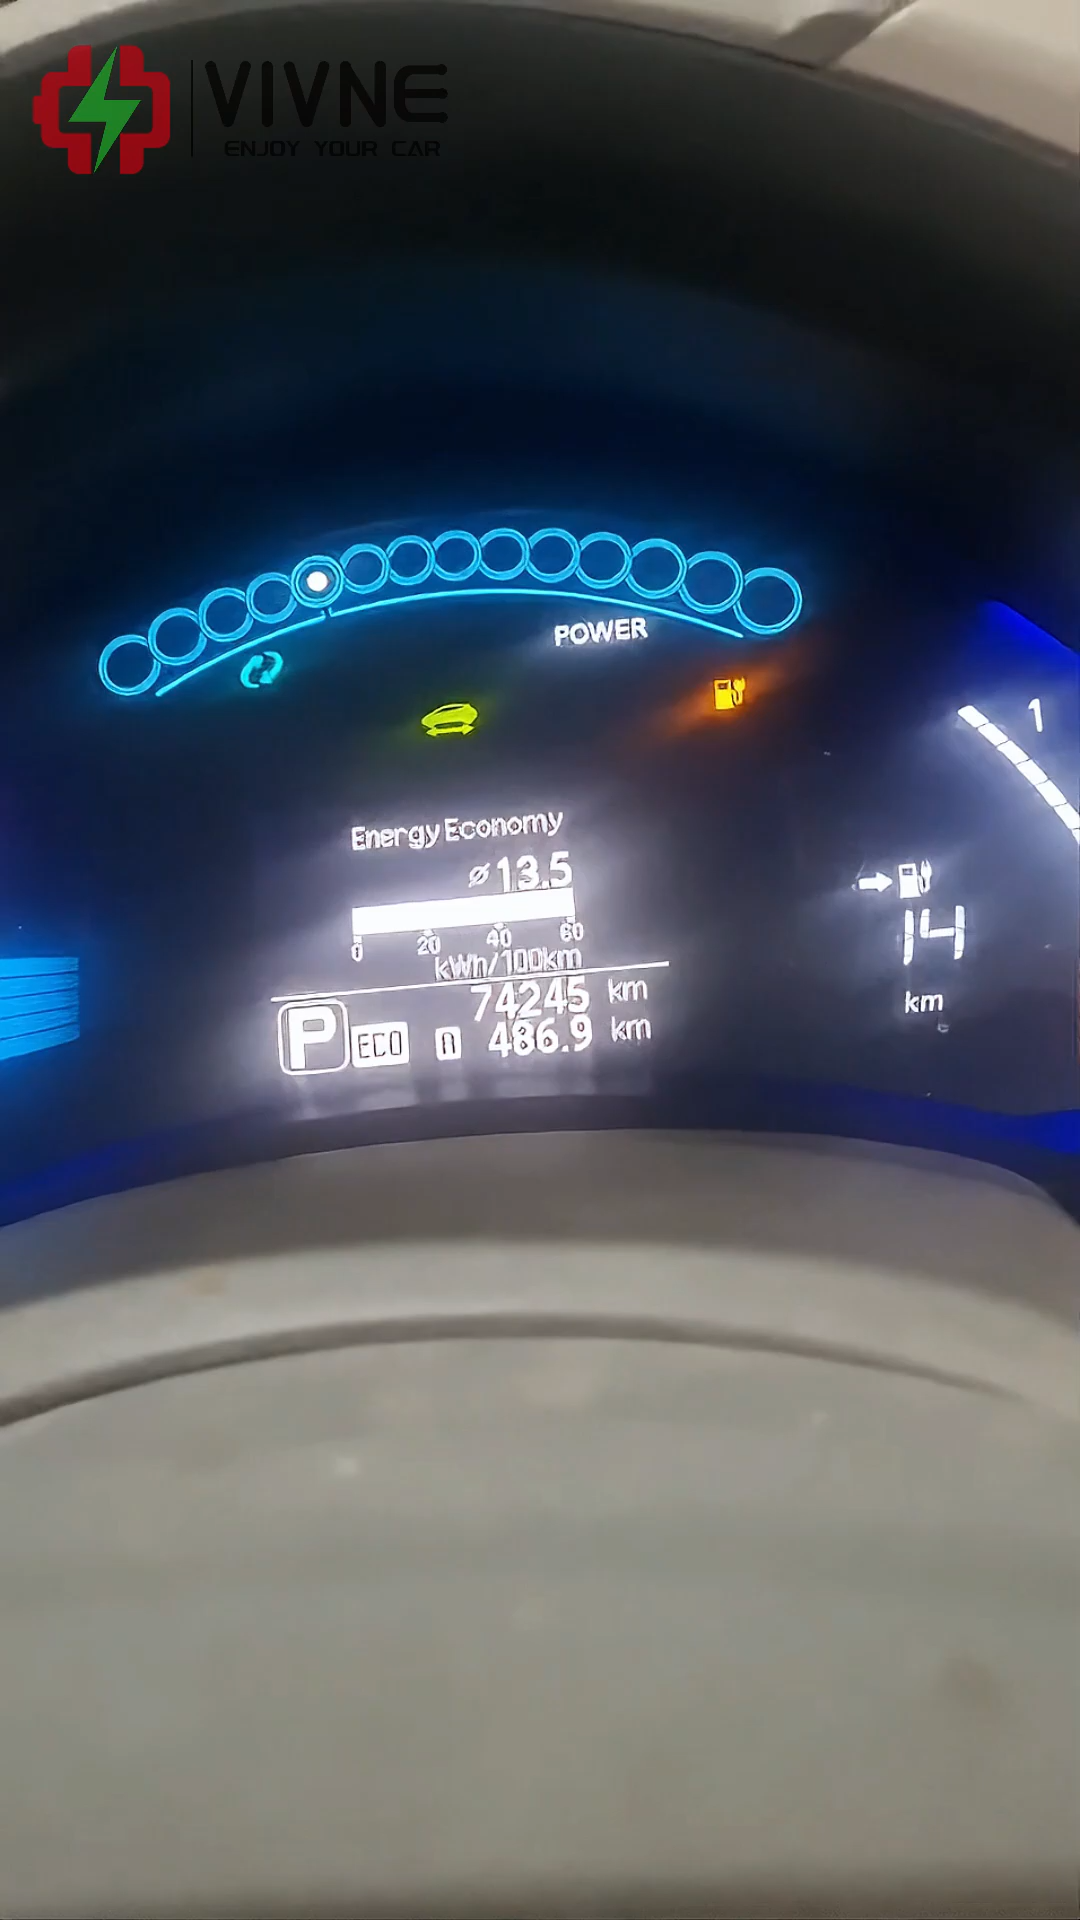 VIVNE
ENJOY YOUR CAR
POWER
1
Energy Economy
ø13.5
0 20 40 60
kWh/100km
74245 km
P ECO 486.9 km
14
km